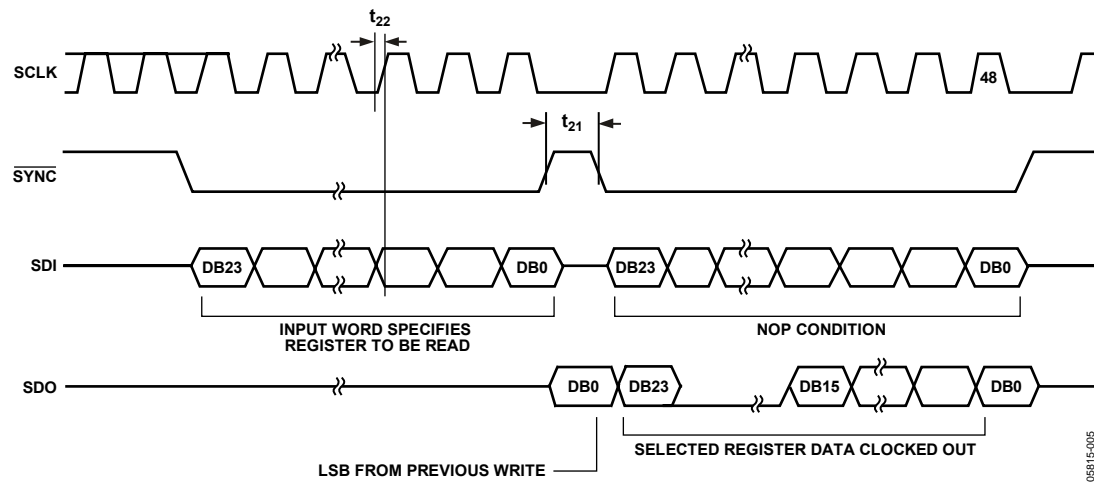 t22
SCLK
48
t21
SYNC
SDI
DB23
DB0
DB23
DB0
INPUT WORD SPECIFIES
REGISTER TO BE READ
NOP CONDITION
SDO
DB0
DB23
DB15
DB0
SELECTED REGISTER DATA CLOCKED OUT
LSB FROM PREVIOUS WRITE
05815-005